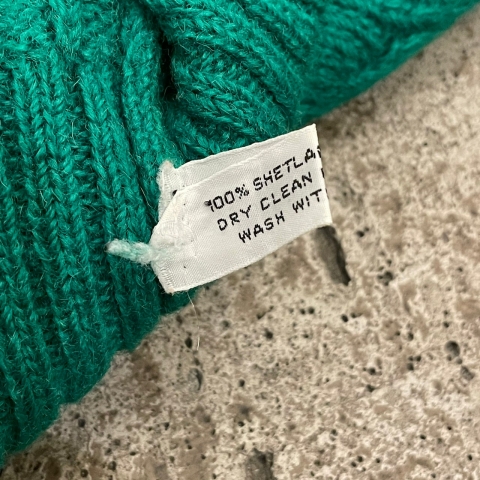 100% SHETLA
DRY CLEAN
WASH WIT